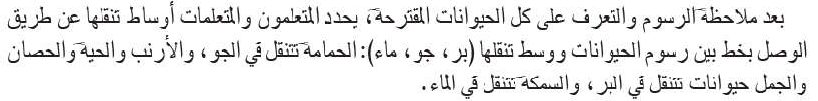 بعد ملاحظة الرسوم والتعرف على كل الحيوانات المقترحة، يحدد المتعلمون والمتعلمات أوساط تنقلها عن طريق
الوصل بخط بين رسوم الحيوانات ووسط تنقلها (بر، جو، ماء): الحمامة تتنقل في الجو، والأرنب والحية والحصان
والجمل حيوانات تتنقل في البر، والسمكة تتنقل في الماء.